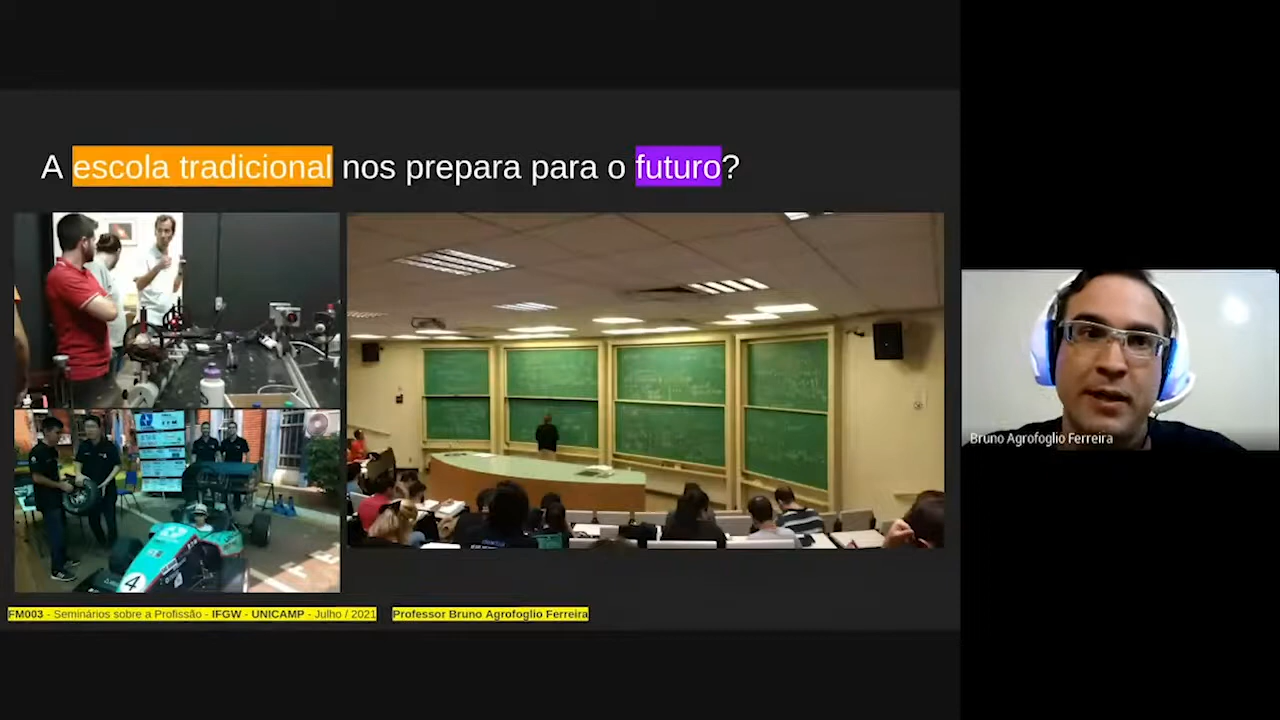 A escola tradicional nos prepara para o futuro?
4
FM003 - Seminários sobre a Profissão - IFGW - UNICAMP - Julho / 2021
Professor Bruno Agrofoglio Ferreira
Bruno Agrofoglio Ferreira